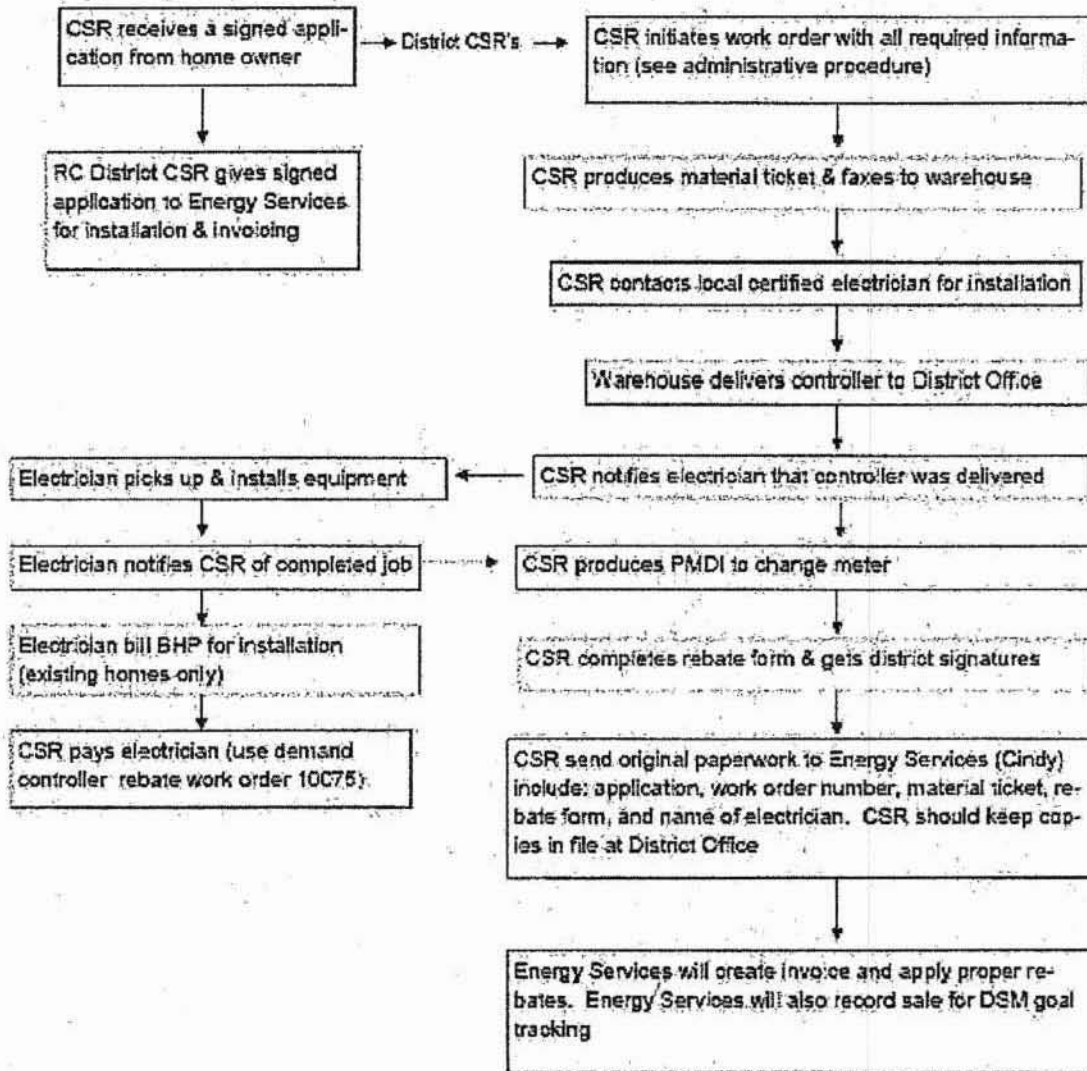 CSR receives a signed appli-
cation from home owner
District CSR's
CSR initiates work order with all required informa-
tion (see administrative procedure)
RC District CSR gives signed
application to Energy Services
for installation & invoicing
CSR produces material ticket & faxes to warehouse
CSR contacts local certified electrician for installation
Warehouse delivers controller to District Office
CSR notifies electrician that controller was delivered
Electrician picks up & installs equipment
Electrician notifies CSR of completed job
CSR produces PMDI to change meter
Electrician bill BHP for installation
(existing homes only)
CSR completes rebate form & gets district signatures
CSR pays electrician (use demand
controller rebate work order 10C75).
CSR send original paperwork to Energy Services (Cindy)
include: application, work order number, material ticket, re-
bate form, and name of electrician. CSR should keep cop-
ies in file at District Office
Energy Services will create invoice and apply proper re-
bates. Energy Services will also record sale for DSM goal
tracking